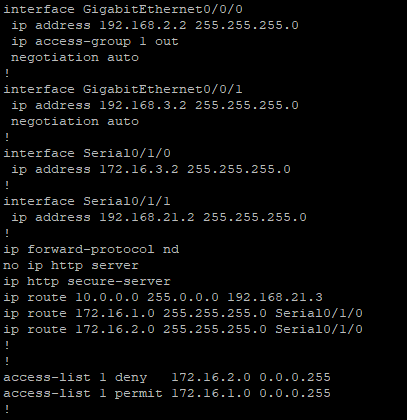 interface GigabitEthernet0/0/0
 ip address 192.168.2.2 255.255.255.0
 ip access-group 1 out
 negotiation auto
!
interface GigabitEthernet0/0/1
 ip address 192.168.3.2 255.255.255.0
 negotiation auto
!
interface Serial0/1/0
 ip address 172.16.3.2 255.255.255.0
!
interface Serial0/1/1
 ip address 192.168.21.2 255.255.255.0
!
ip forward-protocol nd
no ip http server
ip http secure-server
ip route 10.0.0.0 255.0.0.0 192.168.21.3
ip route 172.16.1.0 255.255.255.0 Serial0/1/0
ip route 172.16.2.0 255.255.255.0 Serial0/1/0
!
!
access-list 1 deny   172.16.2.0 0.0.0.255
access-list 1 permit 172.16.1.0 0.0.0.255
!